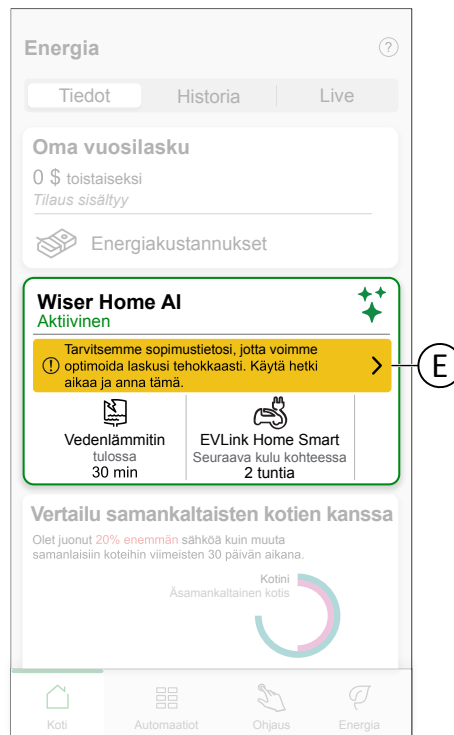 Energia
?
Tiedot Historia Live
Oma vuosilasku
0 $ toistaiseksi
Tilaus sisältyy
Energiakustannukset
Wiser Home AI
Aktiivinen
Tarvitsemme sopimustietosi, jotta voimme
optimoida laskusi tehokkaasti. Käytä hetki
aikaa ja anna tämä.
E
Vedenlämmitin
tulossa
30 min
EVLink Home Smart
Seuraava kulu kohteessa
2 tuntia
Vertailu samankaltaisten kotien kanssa
Olet juonut 20% enemmän sähköä kuin muuta
samanlaisiin koteihin viimeisten 30 päivän aikana.
Kotini
Äsamankaltainen kotis
Koti Automaatiot Ohjaus Energia